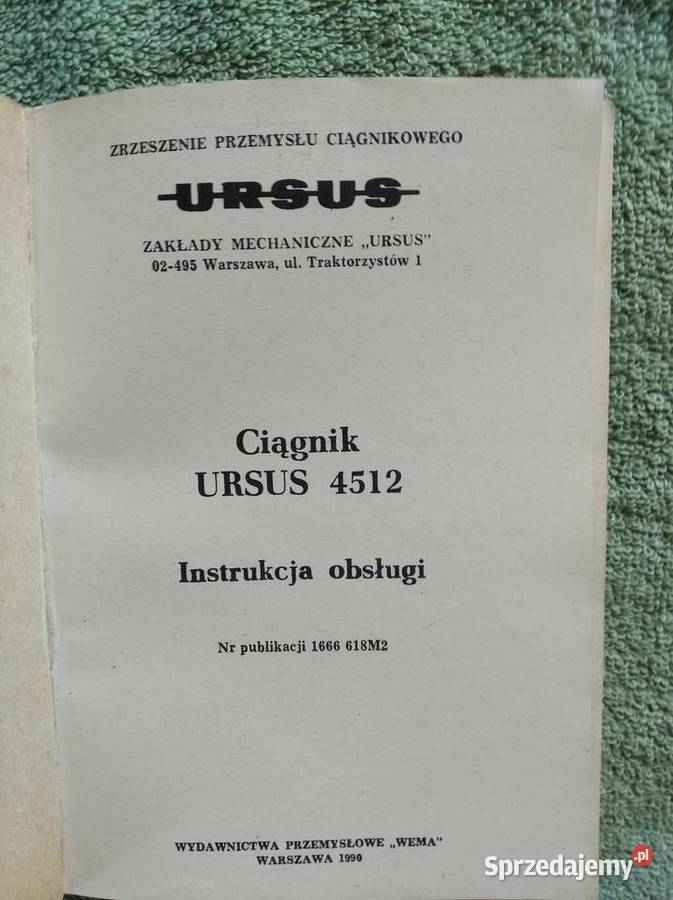 ZRZESZENIE PRZEMYSŁU CIĄGNIKOWEGO
URSUS
ZAKŁADY MECHANICZNE „URSUS”
02-495 Warszawa, ul. Traktorzystów 1
Ciągnik
URSUS 4512
Instrukcja obsługi
Nr publikacji 1666 618M2
WYDAWNICTWA PRZEMYSŁOWE „WEMA”
WARSZAWA 1990
Sprzedajemy.pl